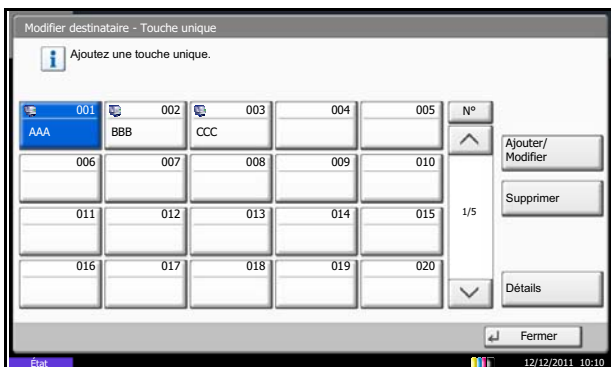 Modifier destinataire - Touche unique
Ajoutez une touche unique.
001 002 003 004 005 N°
AAA BBB CCC
Ajouter/
Modifier
006 007 008 009 010
Supprimer
011 012 013 014 015 1/5
016 017 018 019 020
Détails
Fermer
État 12/12/2011 10:10